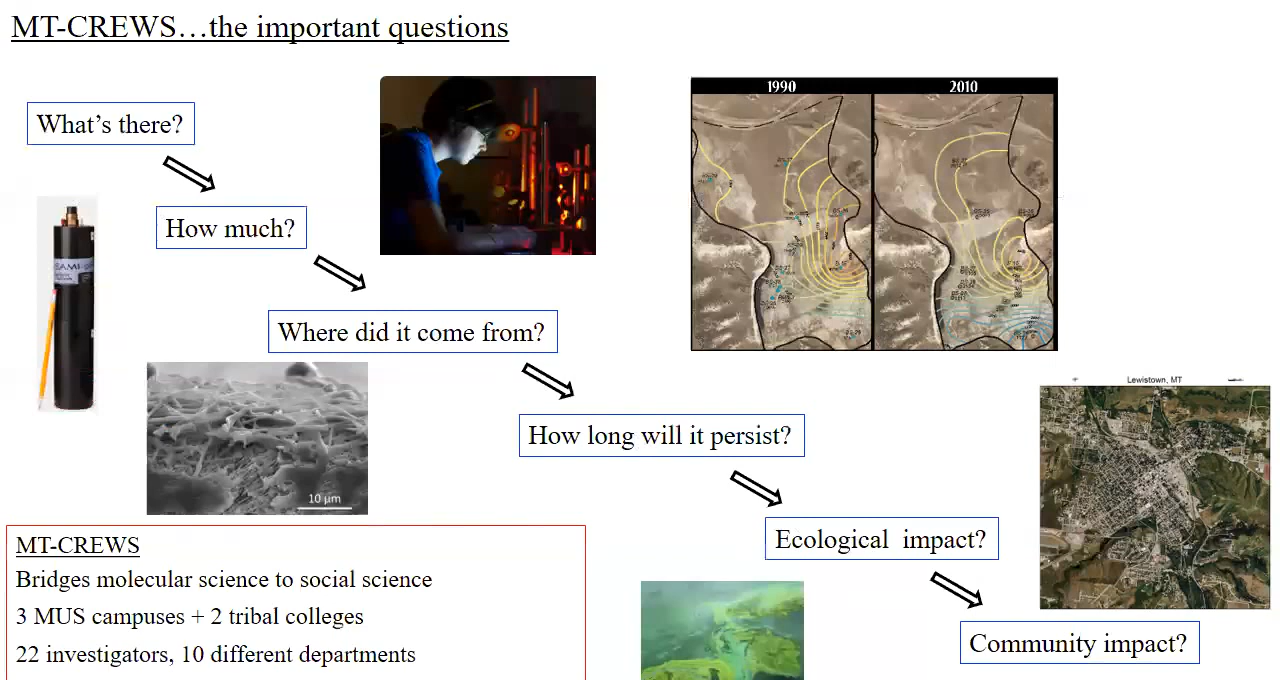 MT-CREWS…the important questions
1990
2010
What’s there?
How much?
SAMI
Where did it come from?
Lewistown, MT
How long will it persist?
10 μm
Ecological  impact?
MT-CREWS
Bridges molecular science to social science
3 MUS campuses + 2 tribal colleges
22 investigators, 10 different departments
Community impact?